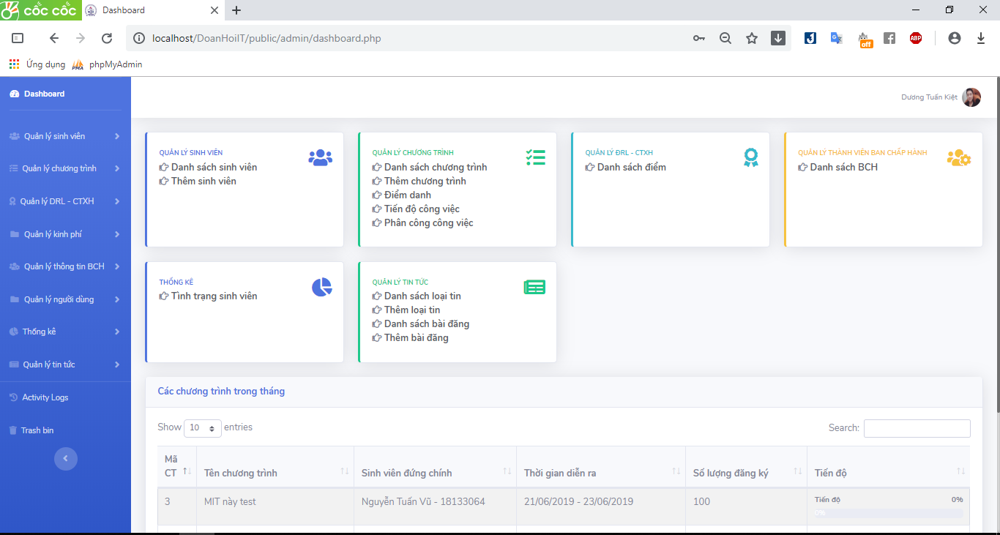 cốc cốc
Dashboard
localhost/DoanHoiIT/public/admin/dashboard.php
off
ABP
Ứng dụng
PMA
phpMyAdmin
Dashboard
Quản lý sinh viên
Quản lý chương trình
Quản lý DRL - CTXH
Quản lý kinh phí
Quản lý thông tin BCH
Quản lý người dùng
Thống kê
Quản lý tin tức
Activity Logs
Trash bin
Dương Tuấn Kiệt
QUẢN LÝ SINH VIÊN
Danh sách sinh viên
Thêm sinh viên
QUẢN LÝ CHƯƠNG TRÌNH
Danh sách chương trình
Thêm chương trình
Điểm danh
Tiến độ công việc
Phân công công việc
QUẢN LÝ ĐRL - CTXH
Danh sách điểm
QUẢN LÝ THÀNH VIÊN BAN CHẤP HÀNH
Danh sách BCH
THỐNG KÊ
Tình trạng sinh viên
QUẢN LÝ TIN TỨC
Danh sách loại tin
Thêm loại tin
Danh sách bài đăng
Thêm bài đăng
Các chương trình trong tháng
Show 10 entries
Search:
Mã CT
Tên chương trình
Sinh viên đứng chính
Thời gian diễn ra
Số lượng đăng ký
Tiến độ
3
MIT này test
Nguyễn Tuấn Vũ - 18133064
21/06/2019 - 23/06/2019
100
Tiến độ 0%
0%